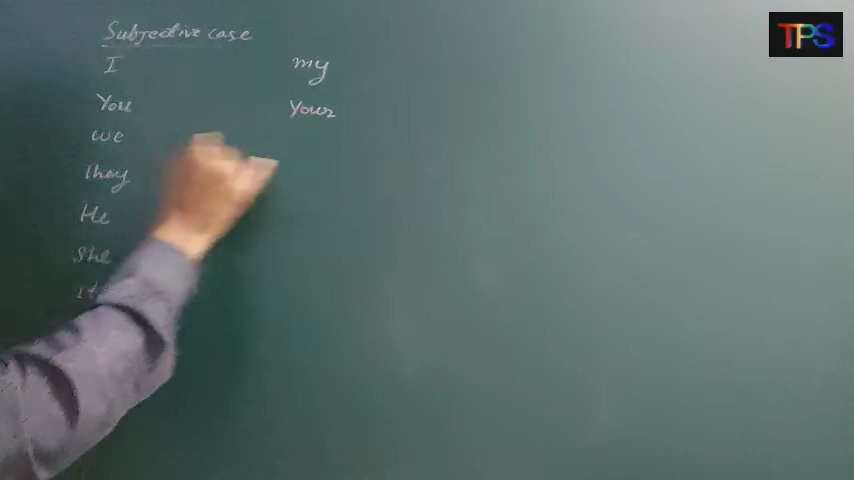 TPS
Subjective case
I my
You Your
we
They
He
She
It